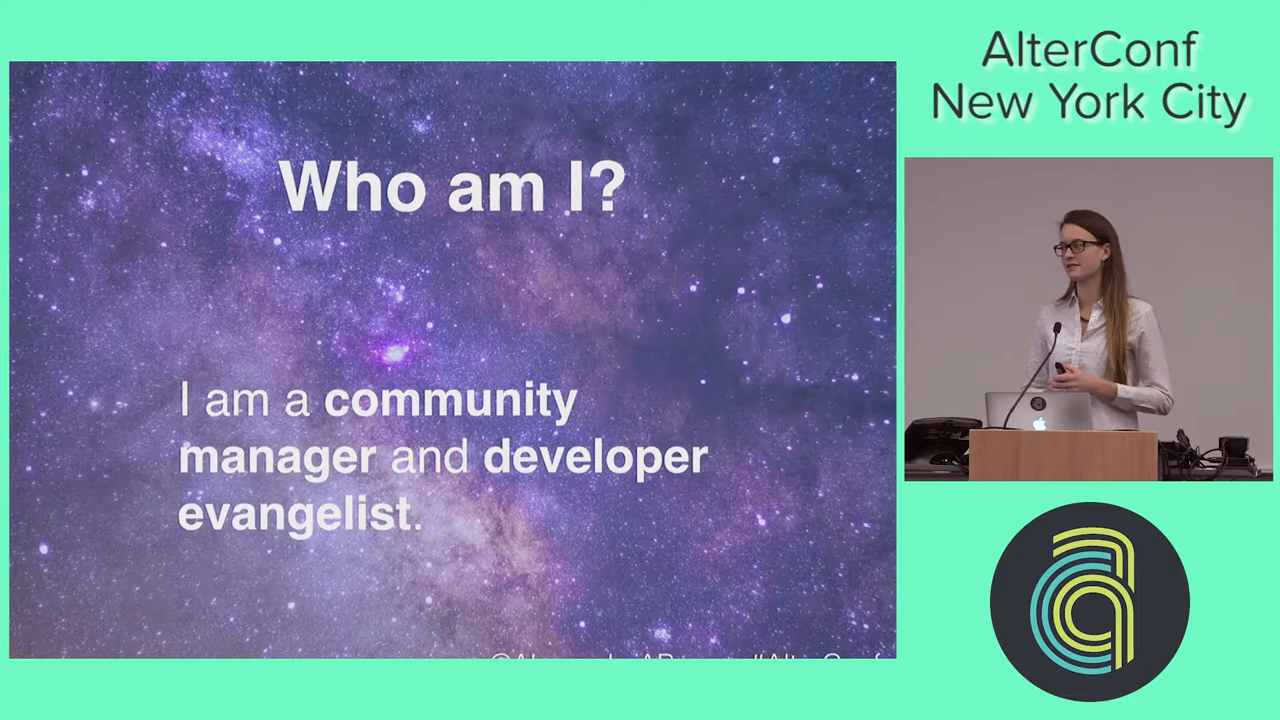 AlterConf
New York City
Who am I?
I am a community
manager and developer
evangelist.